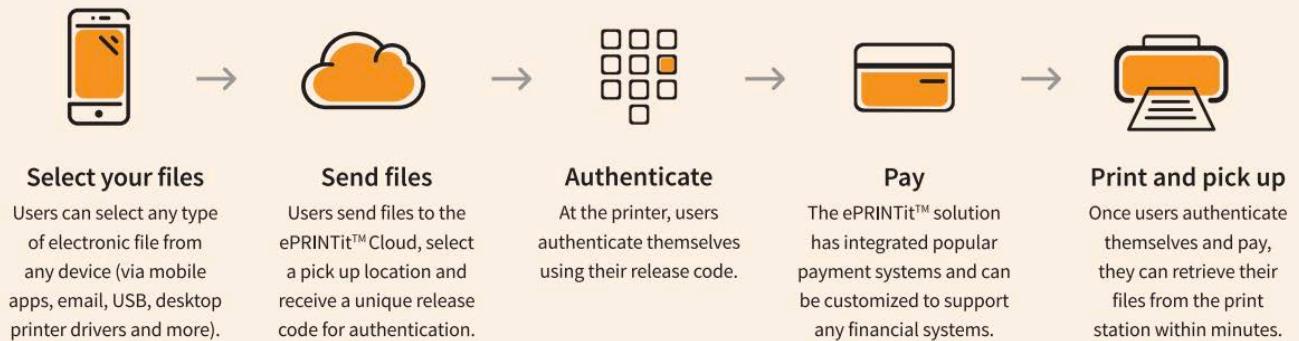 Select your files
Users can select any type
of electronic file from
any device (via mobile
apps, email, USB, desktop
printer drivers and more).
Send files
Users send files to the
ePRINTit™ Cloud, select
a pick up location and
receive a unique release
code for authentication.
Authenticate
At the printer, users
authenticate themselves
using their release code.
Pay
The ePRINTit™ solution
has integrated popular
payment systems and can
be customized to support
any financial systems.
Print and pick up
Once users authenticate
themselves and pay,
they can retrieve their
files from the print
station within minutes.